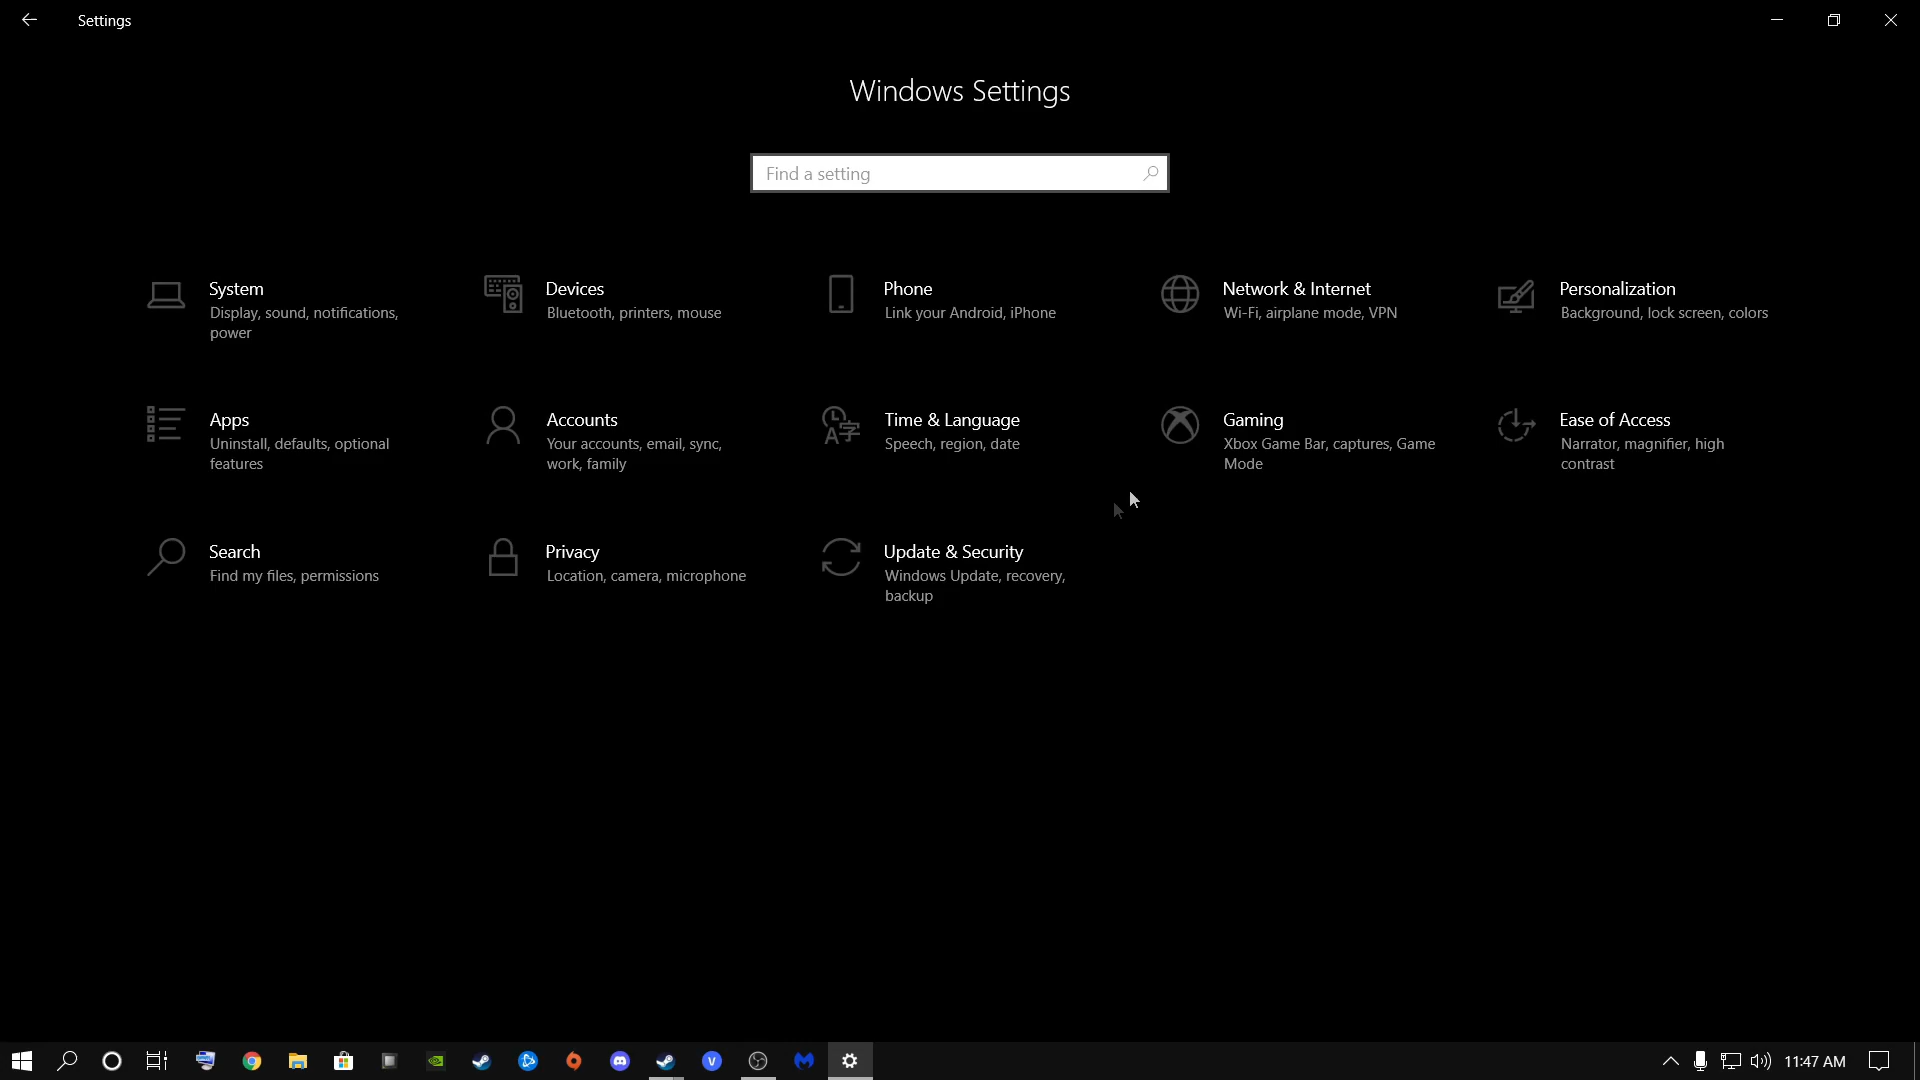 Settings
Windows Settings
Find a setting
System
Display, sound, notifications,
power
Devices
Bluetooth, printers, mouse
Phone
Link your Android, iPhone
Network & Internet
Wi-Fi, airplane mode, VPN
Personalization
Background, lock screen, colors
Apps
Uninstall, defaults, optional
features
Accounts
Your accounts, email, sync,
work, family
Time & Language
Speech, region, date
Gaming
Xbox Game Bar, captures, Game
Mode
Ease of Access
Narrator, magnifier, high
contrast
Search
Find my files, permissions
Privacy
Location, camera, microphone
Update & Security
Windows Update, recovery,
backup
11:47 AM